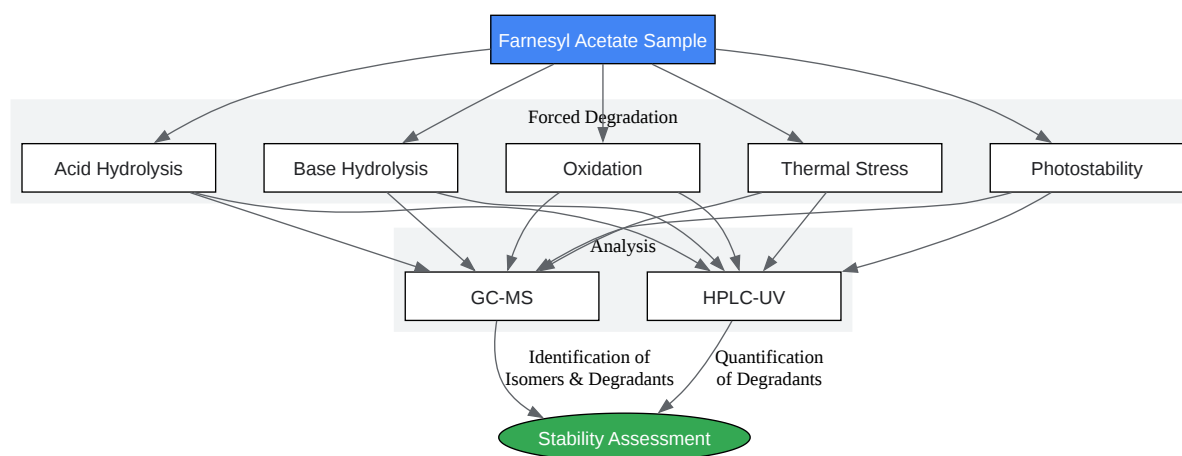 Farnesyl Acetate Sample
Forced Degradation
Acid Hydrolysis
Base Hydrolysis
Oxidation
Thermal Stress
Photostability
Analysis
GC-MS
HPLC-UV
Identification of
Isomers & Degradants
Quantification
of Degradants
Stability Assessment